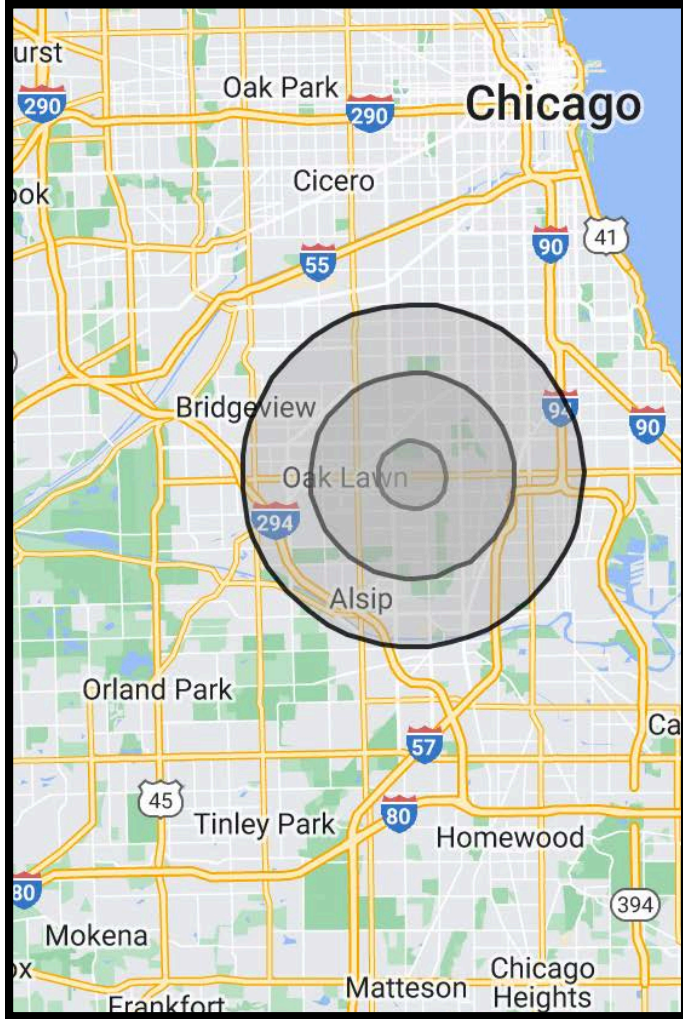 urst
Oak Park
290
290
Chicago
ook
Cicero
55
90
41
Bridgeview
94
90
Oak Lawn
294
Alsip
Orland Park
Ca
57
45
Tinley Park
80
Homewood
80
394
Mokena
ox
Matteson
Chicago
Heights
Frankfort